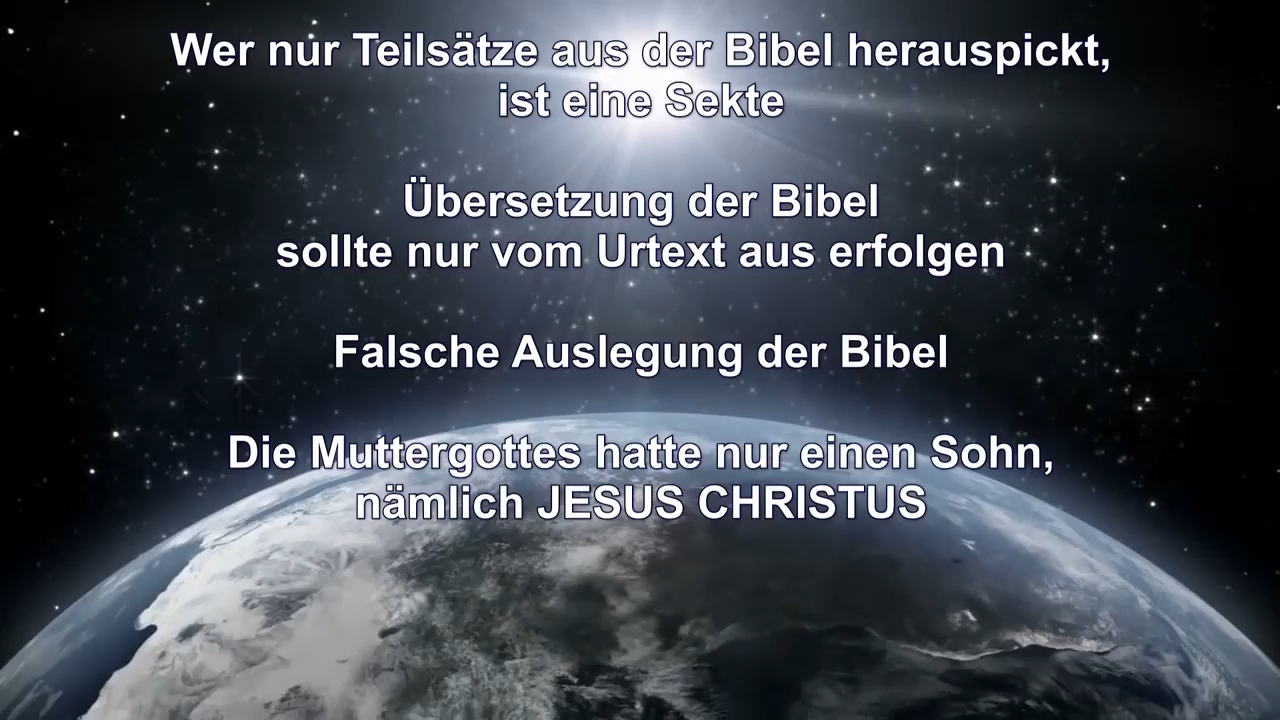 Wer nur Teilsätze aus der Bibel herauspickt,
ist eine Sekte
Übersetzung der Bibel
sollte nur vom Urtext aus erfolgen
Falsche Auslegung der Bibel
Die Muttergottes hatte nur einen Sohn,
nämlich JESUS CHRISTUS